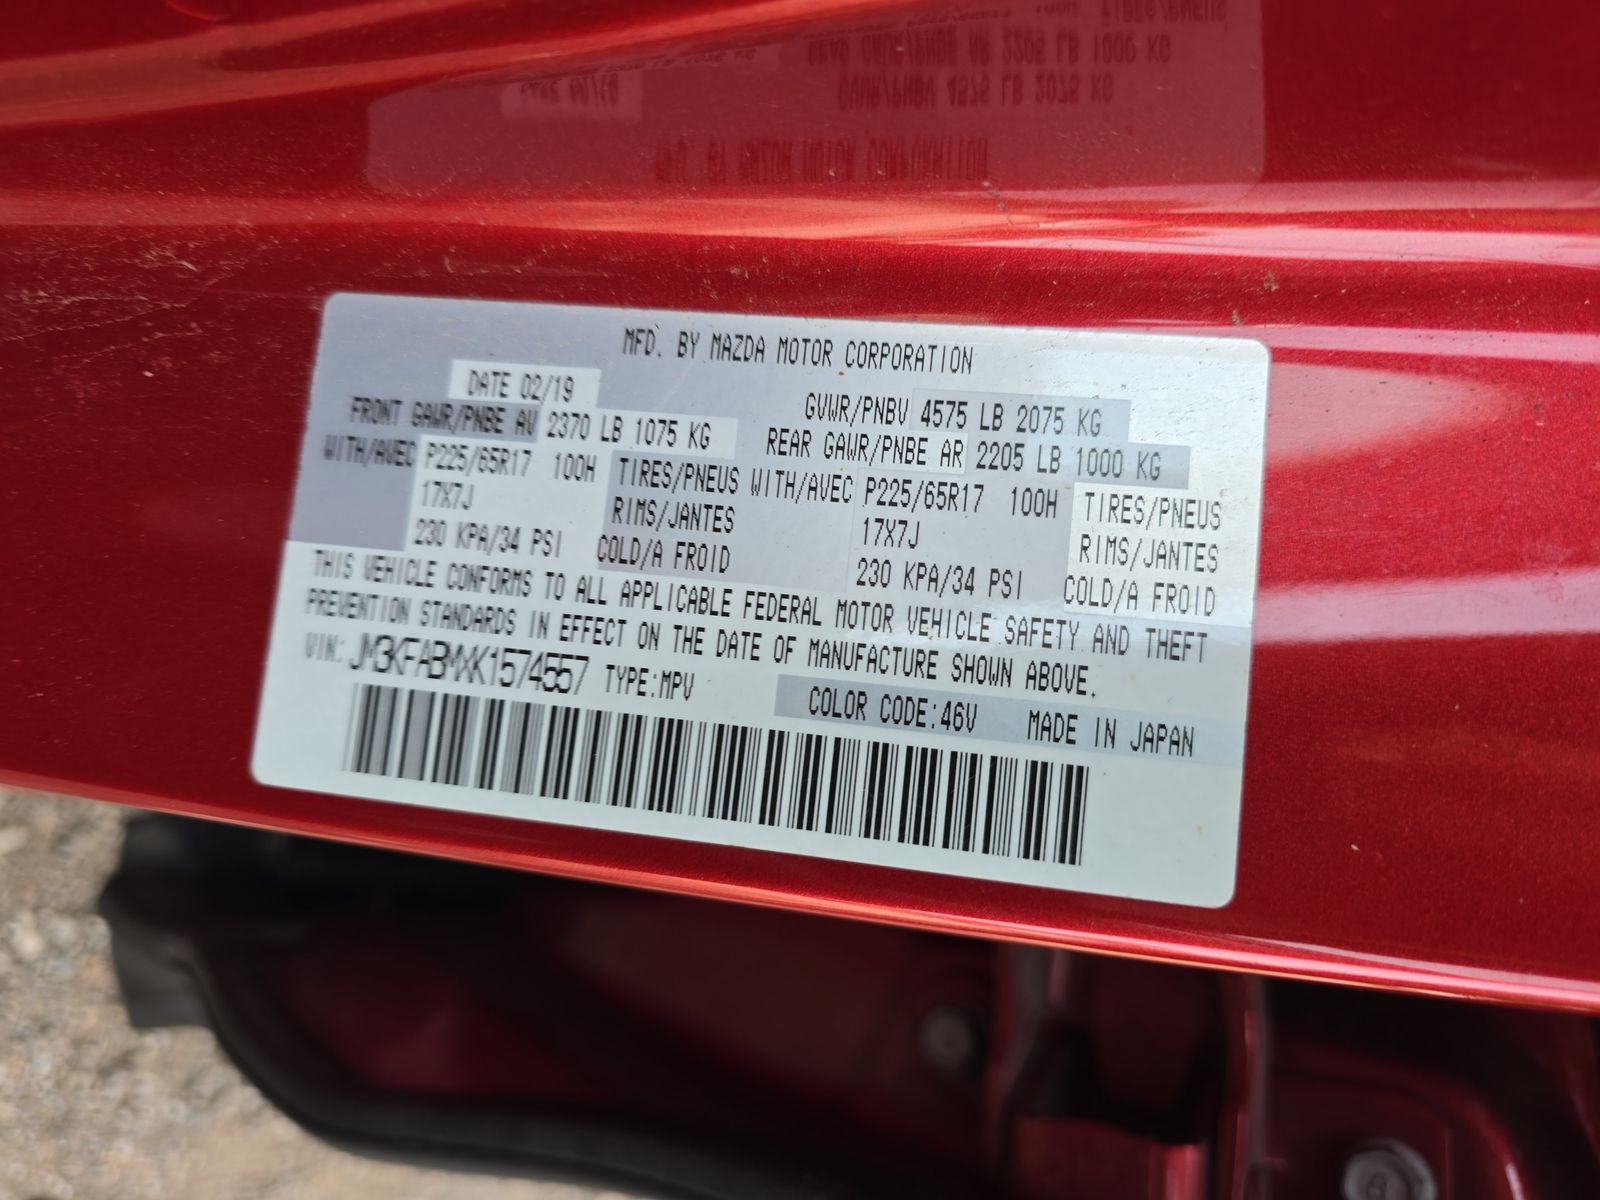 MFD. BY MAZDA MOTOR CORPORATION
DATE 02/19 GVWR/PNBV 4575 LB 2075 KG
FRONT GAWR/PNBE AV 2370 LB 1075 KG REAR GAWR/PNBE AR 2205 LB 1000 KG
WITH/AVEC P225/65R17 100H TIRES/PNEUS WITH/AVEC P225/65R17 100H TIRES/PNEUS
17X7J RIMS/JANTES 17X7J RIMS/JANTES
230 KPA/34 PSI COLD/A FROID 230 KPA/34 PSI COLD/A FROID
THIS VEHICLE CONFORMS TO ALL APPLICABLE FEDERAL MOTOR VEHICLE SAFETY AND THEFT
PREVENTION STANDARDS IN EFFECT ON THE DATE OF MANUFACTURE SHOWN ABOVE.
VIN: JM3KFABMXK1574557 TYPE:MPV COLOR CODE:46V MADE IN JAPAN